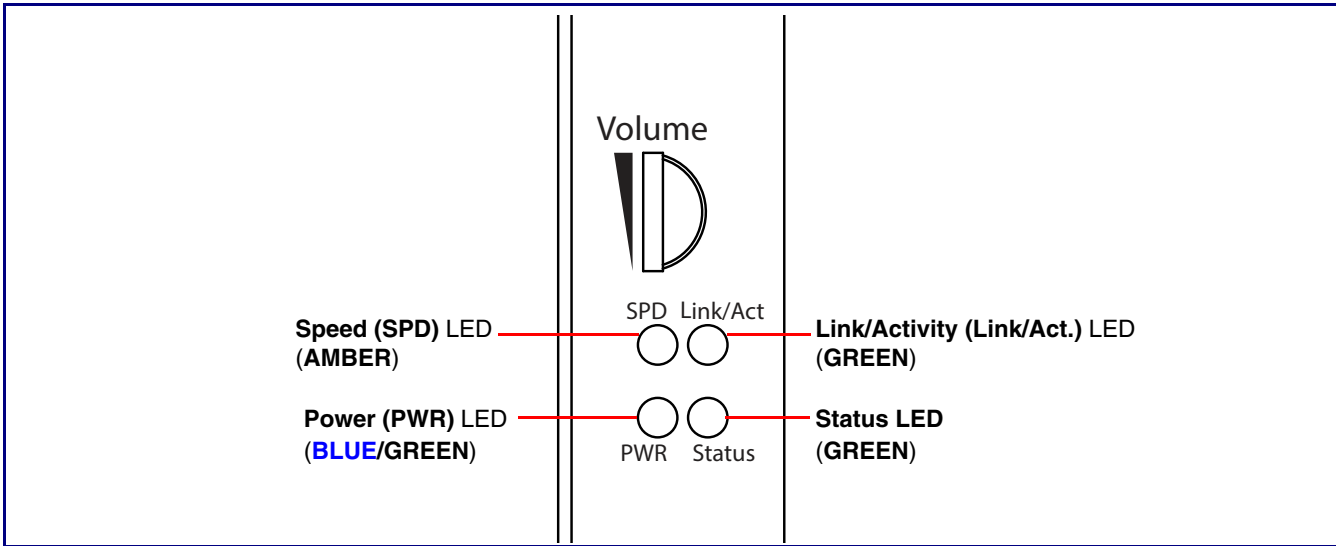 Volume
SPD Link/Act
Speed (SPD) LED
(AMBER)
Link/Activity (Link/Act.) LED
(GREEN)
Power (PWR) LED
(BLUE/GREEN)
Status LED
(GREEN)
PWR Status